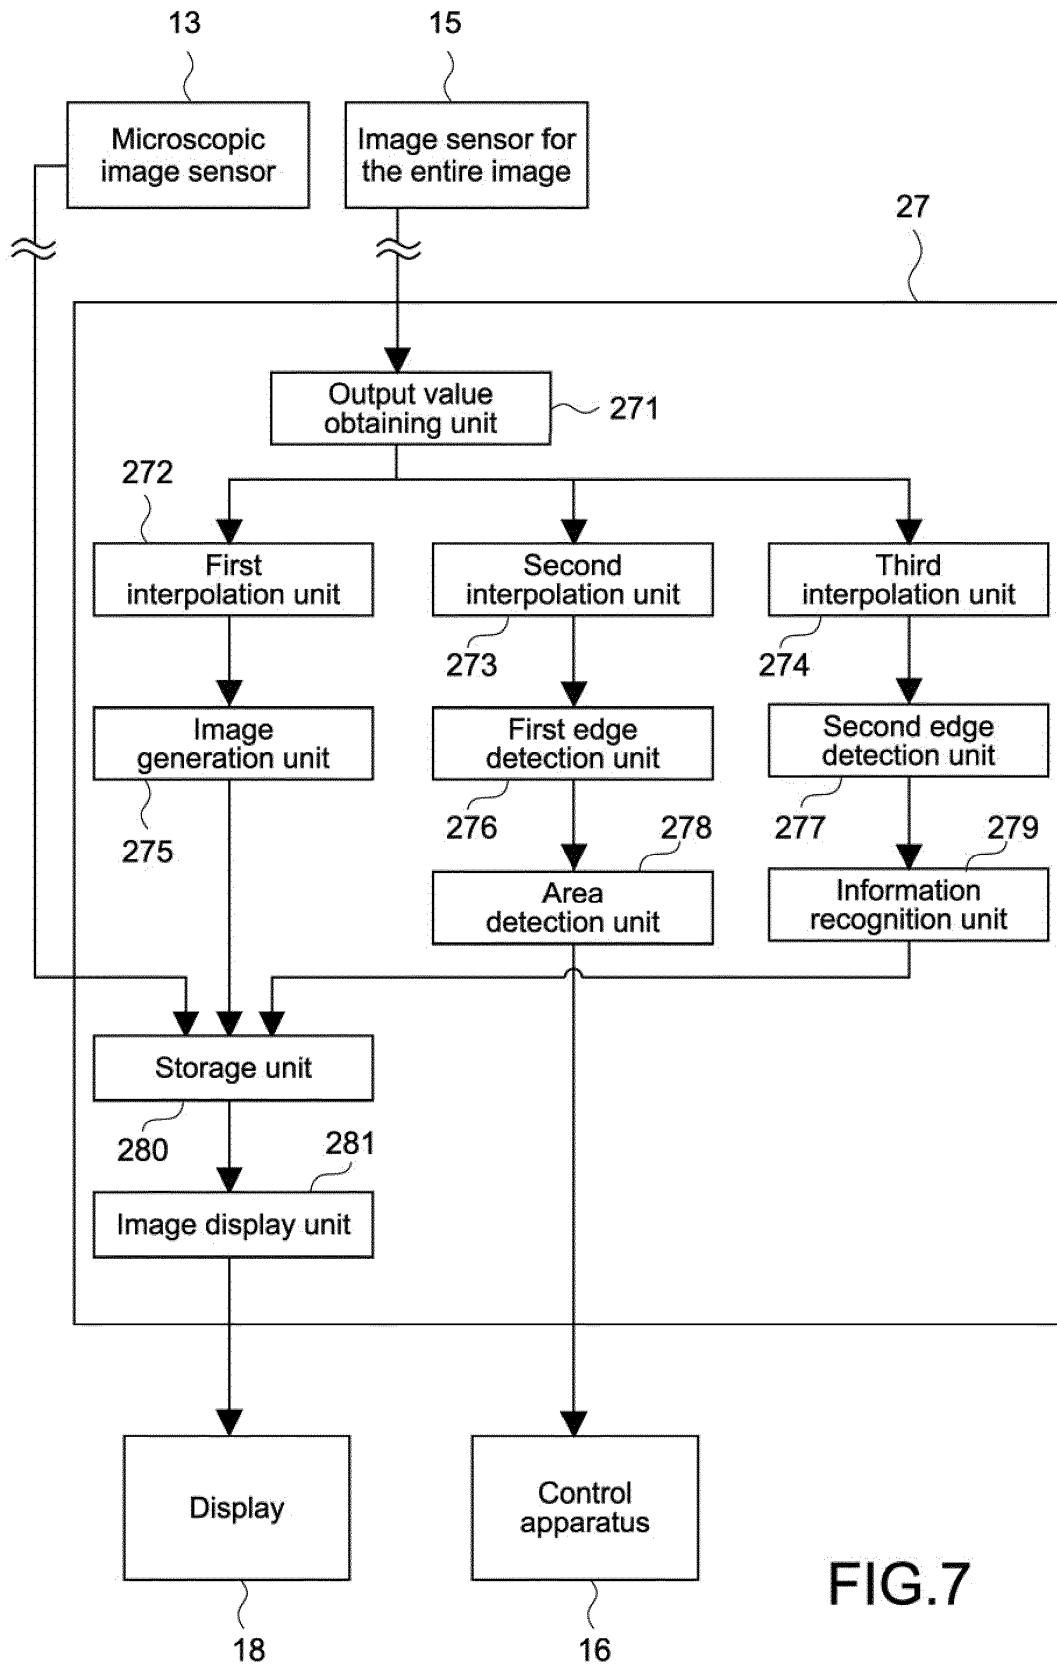 13
15
Microscopic
image sensor
Image sensor for
the entire image
27
Output value
obtaining unit
271
272
First
interpolation unit
Second
interpolation unit
Third
interpolation unit
273
274
Image
generation unit
First edge
detection unit
Second edge
detection unit
275
276
278
277
279
Area
detection unit
Information
recognition unit
Storage unit
280
281
Image display unit
Display
Control
apparatus
FIG.7
18
16